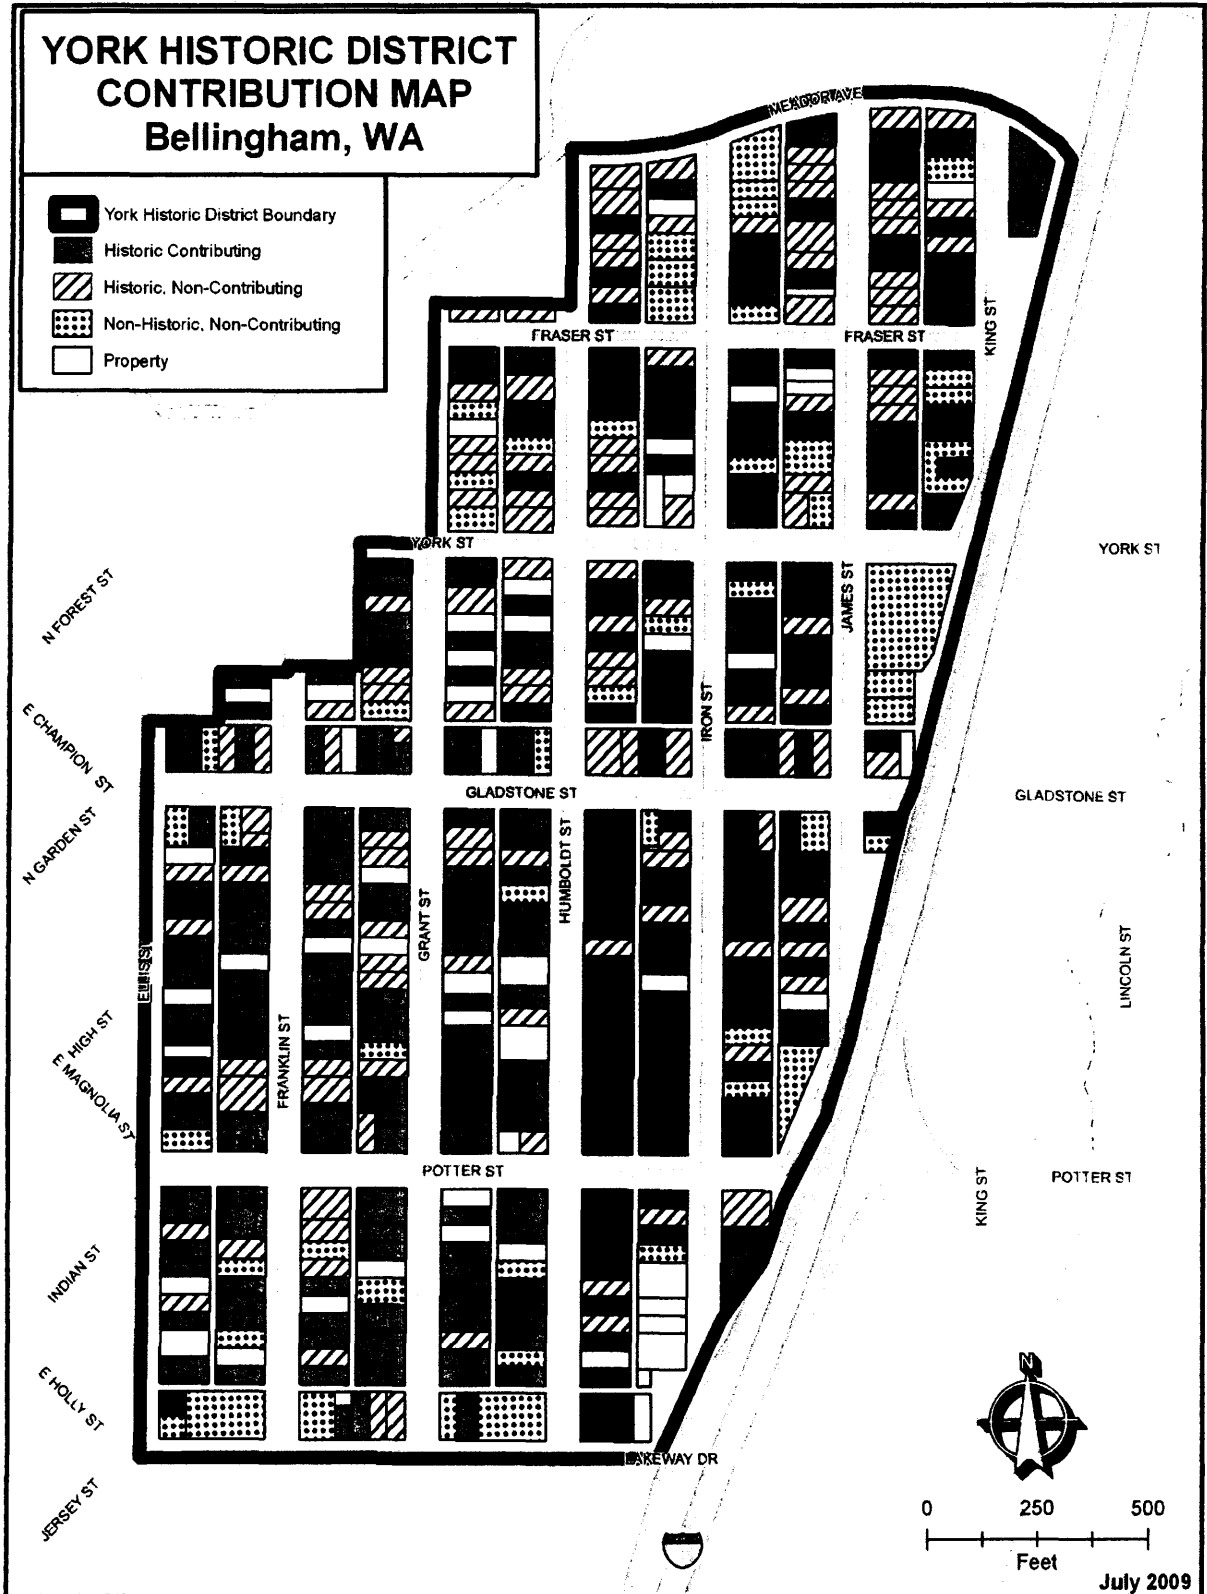 YORK HISTORIC DISTRICT
CONTRIBUTION MAP
Bellingham, WA
York Historic District Boundary
Historic Contributing
Historic, Non-Contributing
Non-Historic, Non-Contributing
Property
MEADOR AVE
FRASER ST
FRASER ST
KING ST
YORK ST
YORK ST
N FOREST ST
JAMES ST
IRON ST
E CHAMPION ST
GLADSTONE ST
GLADSTONE ST
N GARDEN ST
HUMBOLDT ST
GRANT ST
ELLIS ST
LINCOLN ST
E HIGH ST
E MAGNOLIA ST
FRANKLIN ST
POTTER ST
POTTER ST
KING ST
INDIAN ST
E HOLLY ST
LAKEWAY DR
JERSEY ST
N
0 250 500
Feet
July 2009